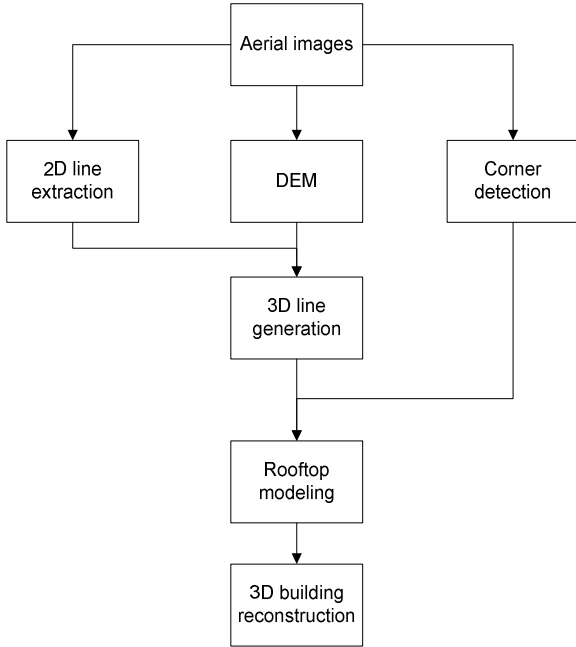 Aerial images
2D line
extraction
DEM
Corner
detection
3D line
generation
Rooftop
modeling
3D building
reconstruction